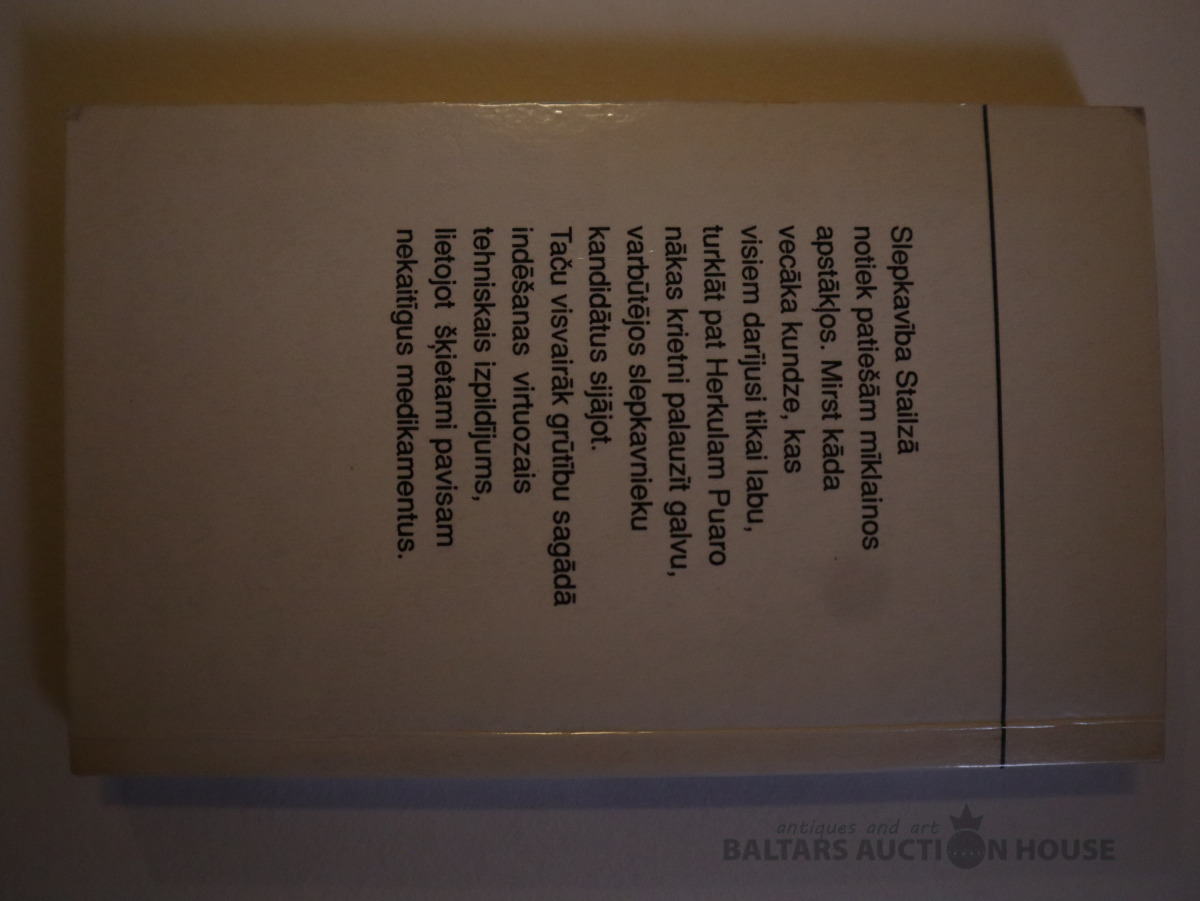 Slepkavība Stailzā
notiek patiešām mīklainos
apstākļos. Mirst kāda
vecāka kundze, kas
visiem darījusi tikai labu,
turklāt pat Herkulam Puaro
nākas krietni palauzīt galvu,
varbūtējos slepkavnieku
kandidātus sijājot.
Taču visvairāk grūtību sagādā
indēšanas virtuozais
tehniskais izpildījums,
lietojot šķietami pavisam
nekaitīgus medikamentus.
antiques and art
BALTARS AUCTION HOUSE